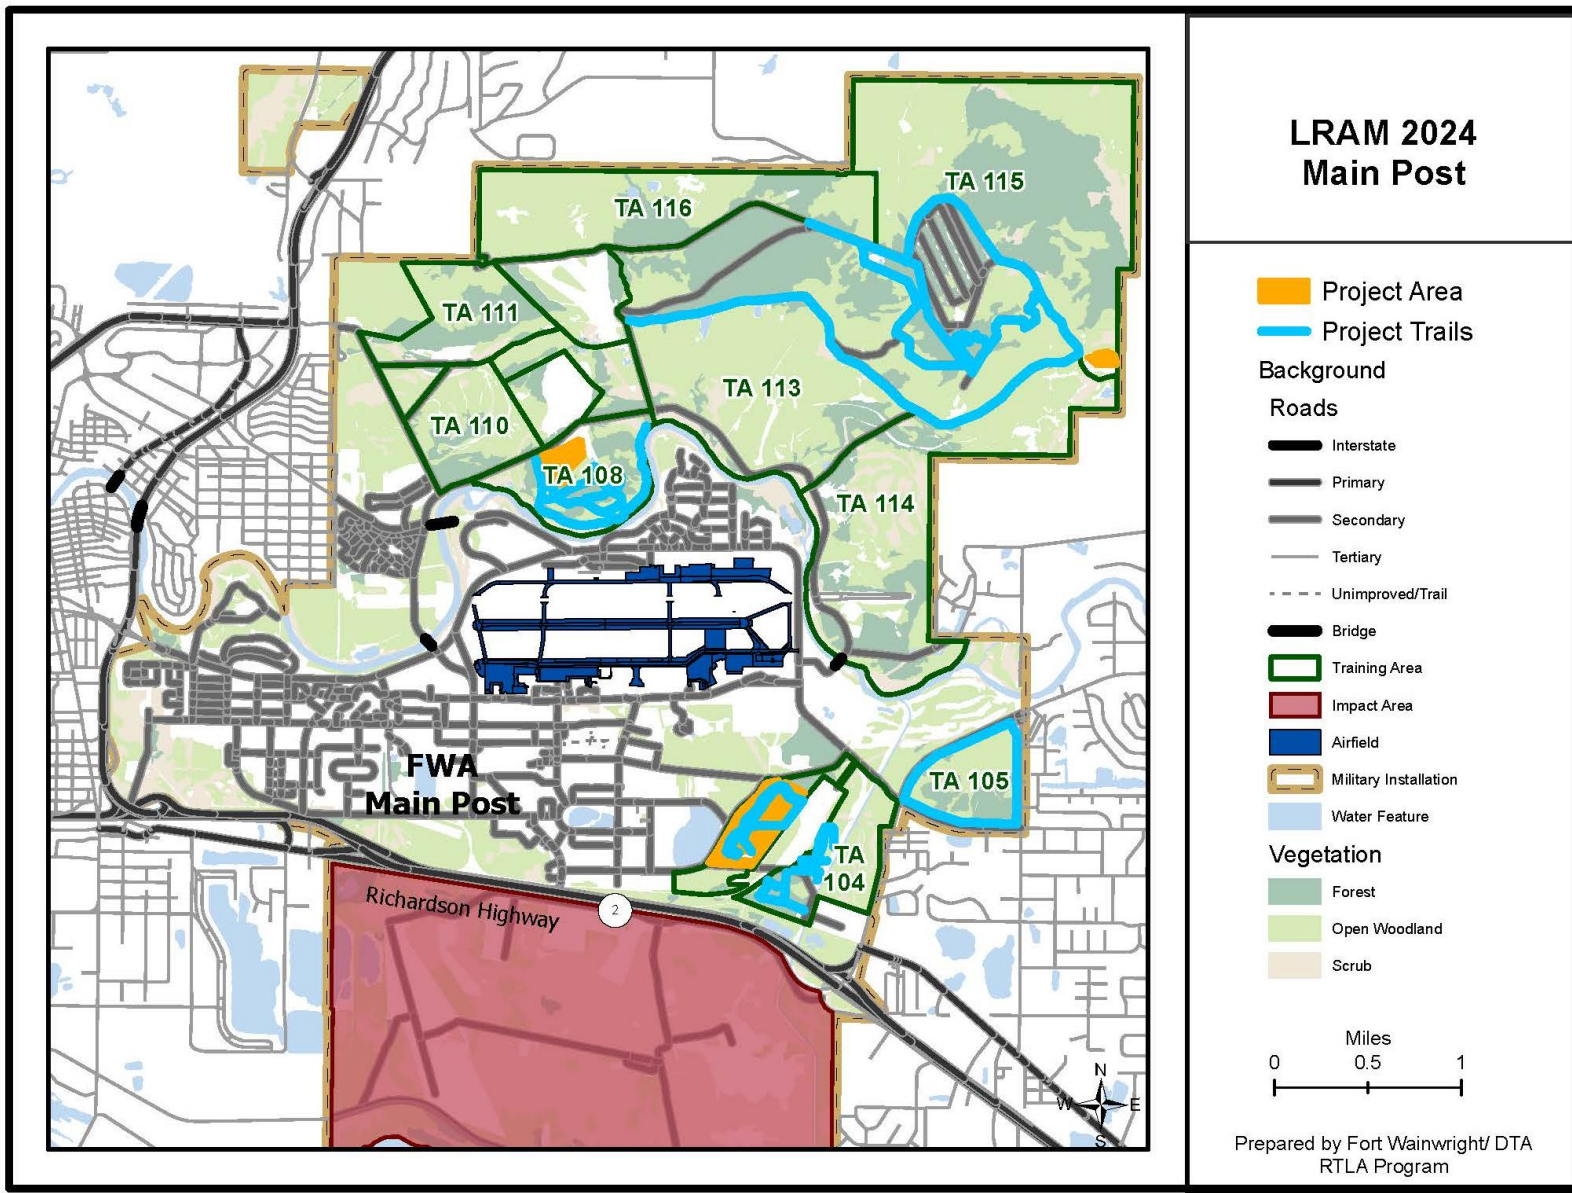 LRAM 2024
Main Post
TA 115
TA 116
TA 111
TA 113
TA 110
TA 108
TA 114
TA 105
FWA
Main Post
TA
104
Richardson Highway
2
N
W
E
S
Project Area
Project Trails
Background
Roads
Interstate
Primary
Secondary
Tertiary
Unimproved/Trail
Bridge
Training Area
Impact Area
Airfield
Military Installation
Water Feature
Vegetation
Forest
Open Woodland
Scrub
Miles
0 0.5 1
Prepared by Fort Wainwright/ DTA
RTLA Program